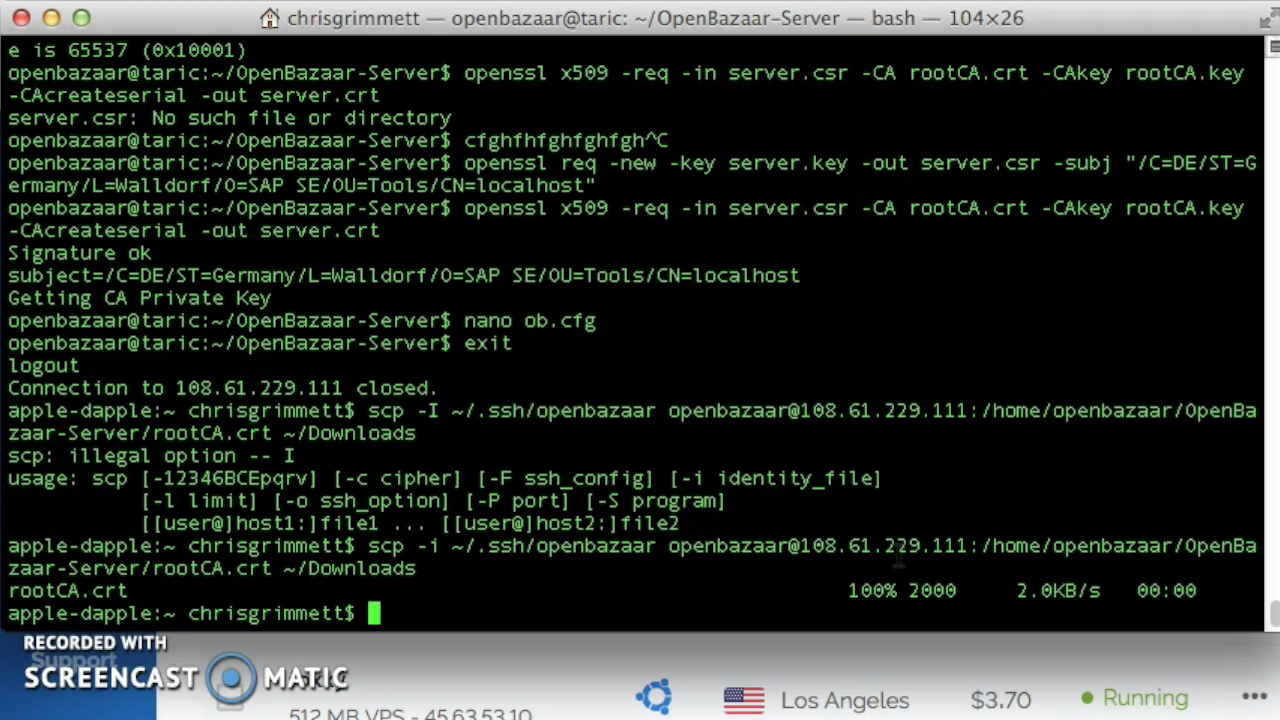 chrisgrimmett — openbazaar@taric: ~/OpenBazaar-Server — bash — 104×26
e is 65537 (0x10001)
openbazaar@taric:~/OpenBazaar-Server$ openssl x509 -req -in server.csr -CA rootCA.crt -CAkey rootCA.key
-CAcreateserial -out server.crt
server.csr: No such file or directory
openbazaar@taric:~/OpenBazaar-Server$ cfghfhfghfghfgh^C
openbazaar@taric:~/OpenBazaar-Server$ openssl req -new -key server.key -out server.csr -subj "/C=DE/ST=G
ermany/L=Walldorf/O=SAP SE/OU=Tools/CN=localhost"
openbazaar@taric:~/OpenBazaar-Server$ openssl x509 -req -in server.csr -CA rootCA.crt -CAkey rootCA.key
-CAcreateserial -out server.crt
Signature ok
subject=/C=DE/ST=Germany/L=Walldorf/O=SAP SE/OU=Tools/CN=localhost
Getting CA Private Key
openbazaar@taric:~/OpenBazaar-Server$ nano ob.cfg
openbazaar@taric:~/OpenBazaar-Server$ exit
logout
Connection to 108.61.229.111 closed.
apple-dapple:~ chrisgrimmett$ scp -I ~/.ssh/openbazaar openbazaar@108.61.229.111:/home/openbazaar/OpenBa
zaar-Server/rootCA.crt ~/Downloads
scp: illegal option -- I
usage: scp [-12346BCEpqrv] [-c cipher] [-F ssh_config] [-i identity_file]
[-l limit] [-o ssh_option] [-P port] [-S program]
[[user@]host1:]file1 ... [[user@]host2:]file2
apple-dapple:~ chrisgrimmett$ scp -i ~/.ssh/openbazaar openbazaar@108.61.229.111:/home/openbazaar/OpenBa
zaar-Server/rootCA.crt ~/Downloads
rootCA.crt 100% 2000 2.0KB/s 00:00
apple-dapple:~ chrisgrimmett$
RECORDED WITH
Support
SCREENCAST MATIC
Los Angeles $3.70 Running
512 MB VPS - 45.63.53.10